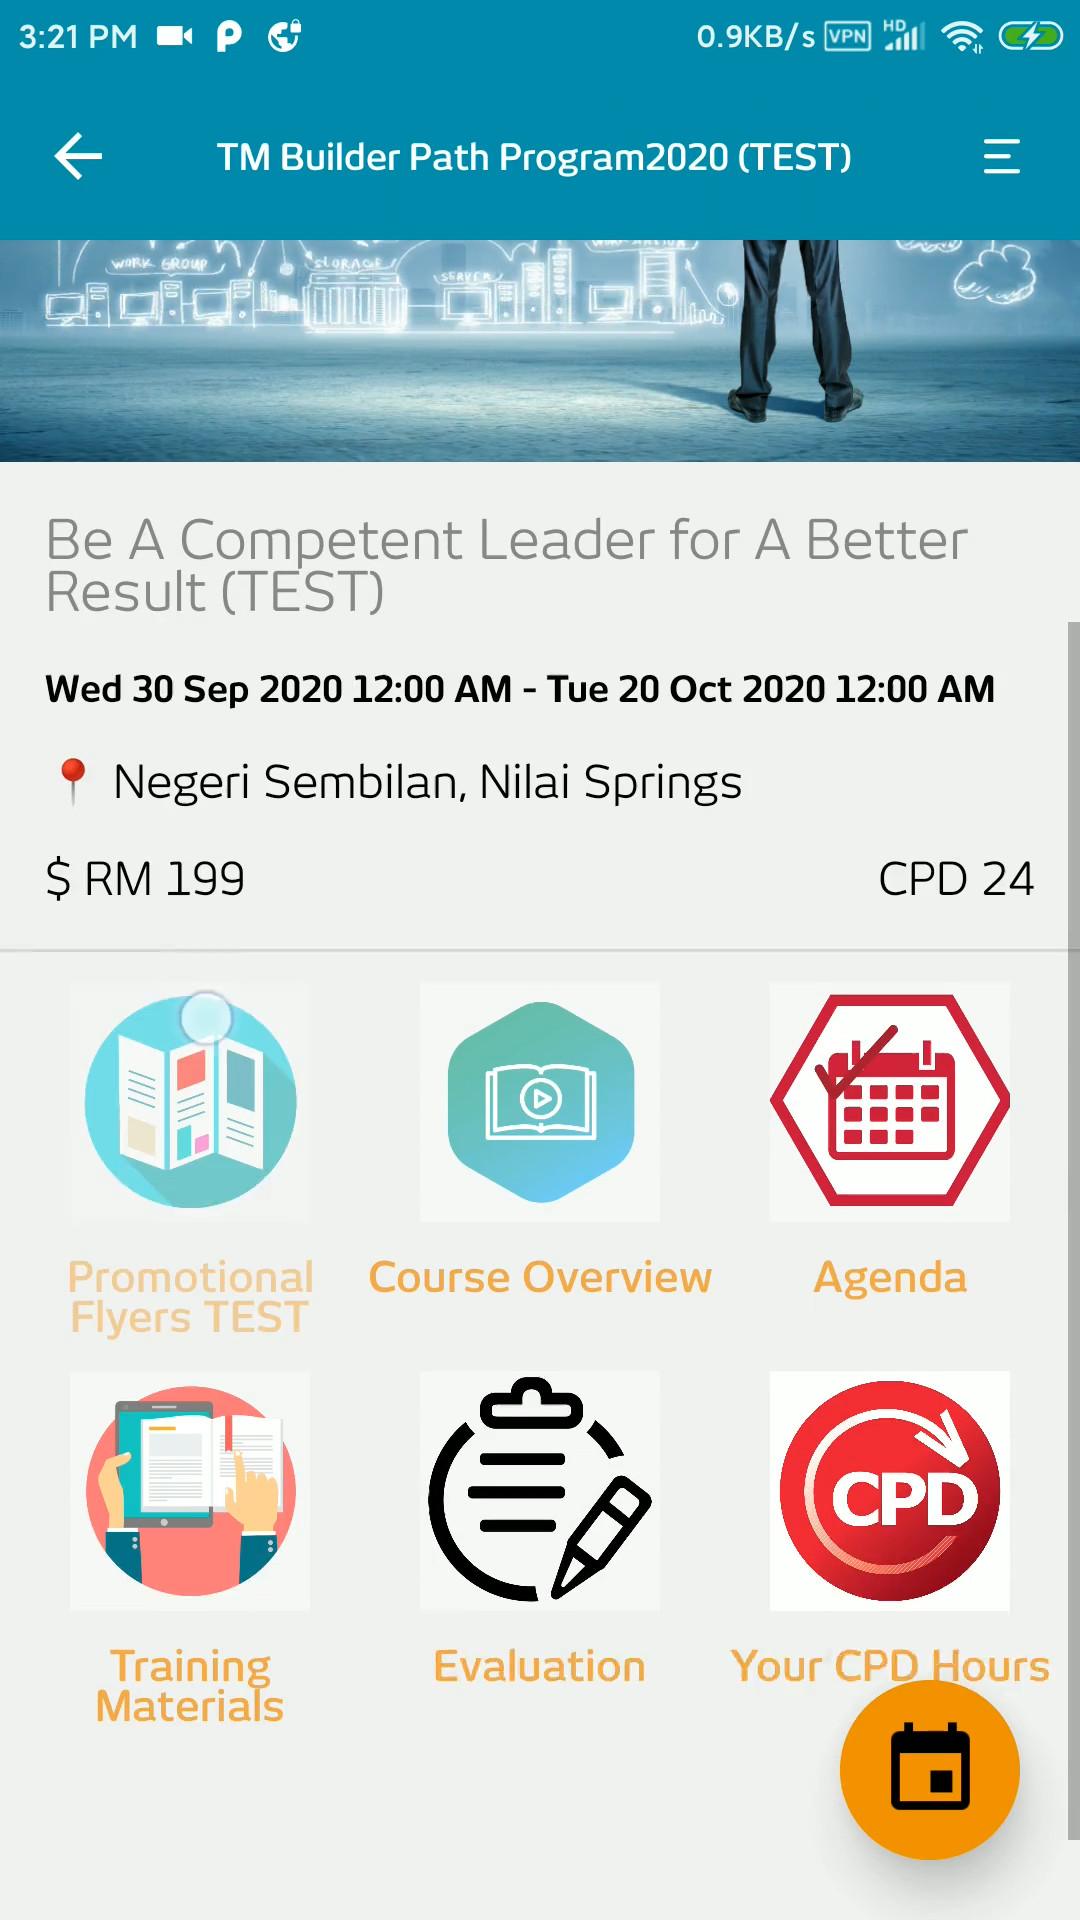 3:21 PM
0.9KB/s VPN HD
TM Builder Path Program2020 (TEST)
WORK GROUP
STORAGE
SERVER
Be A Competent Leader for A Better
Result (TEST)
Wed 30 Sep 2020 12:00 AM - Tue 20 Oct 2020 12:00 AM
Negeri Sembilan, Nilai Springs
$ RM 199
CPD 24
Promotional
Flyers TEST
Course Overview
Agenda
CPD
Training
Materials
Evaluation
Your CPD Hours